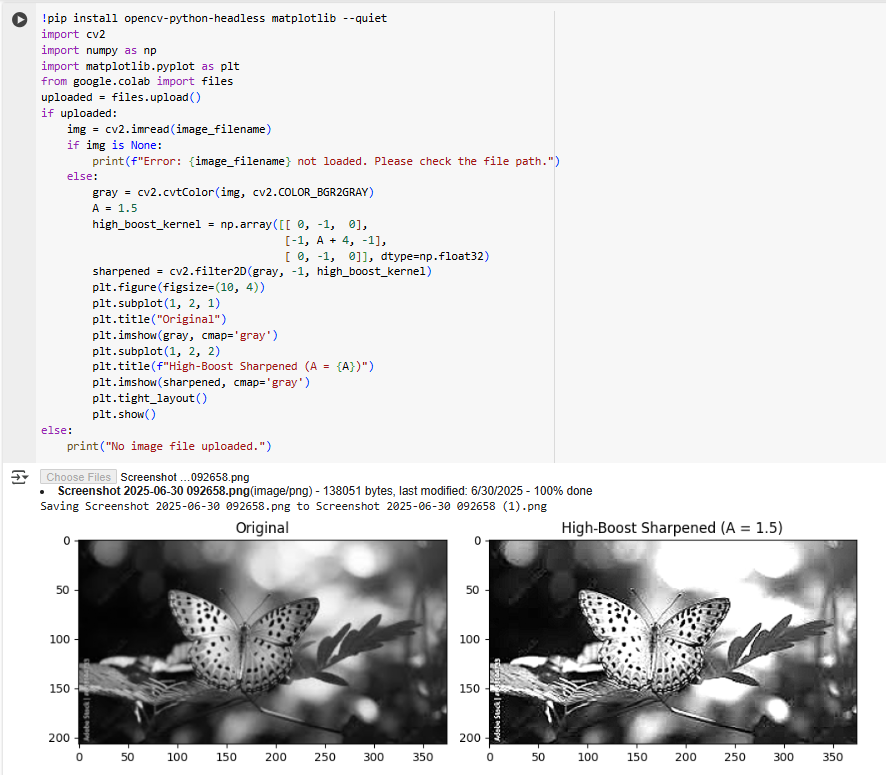 !pip install opencv-python-headless matplotlib --quiet
import cv2
import numpy as np
import matplotlib.pyplot as plt
from google.colab import files
uploaded = files.upload()
if uploaded:
    img = cv2.imread(image_filename)
    if img is None:
        print(f"Error: {image_filename} not loaded. Please check the file path.")
    else:
        gray = cv2.cvtColor(img, cv2.COLOR_BGR2GRAY)
        A = 1.5
        high_boost_kernel = np.array([[ 0, -1,  0],
                                      [-1, A + 4, -1],
                                      [ 0, -1,  0]], dtype=np.float32)
        sharpened = cv2.filter2D(gray, -1, high_boost_kernel)
        plt.figure(figsize=(10, 4))
        plt.subplot(1, 2, 1)
        plt.title("Original")
        plt.imshow(gray, cmap='gray')
        plt.subplot(1, 2, 2)
        plt.title(f"High-Boost Sharpened (A = {A})")
        plt.imshow(sharpened, cmap='gray')
        plt.tight_layout()
        plt.show()
else:
    print("No image file uploaded.")
Choose Files Screenshot ...092658.png
• Screenshot 2025-06-30 092658.png(image/png) - 138051 bytes, last modified: 6/30/2025 - 100% done
Saving Screenshot 2025-06-30 092658.png to Screenshot 2025-06-30 092658 (1).png
Original
0
50
100
150
200
0 50 100 150 200 250 300 350
Adobe Stock
High-Boost Sharpened (A = 1.5)
0
50
100
150
200
0 50 100 150 200 250 300 350
Adobe Stock